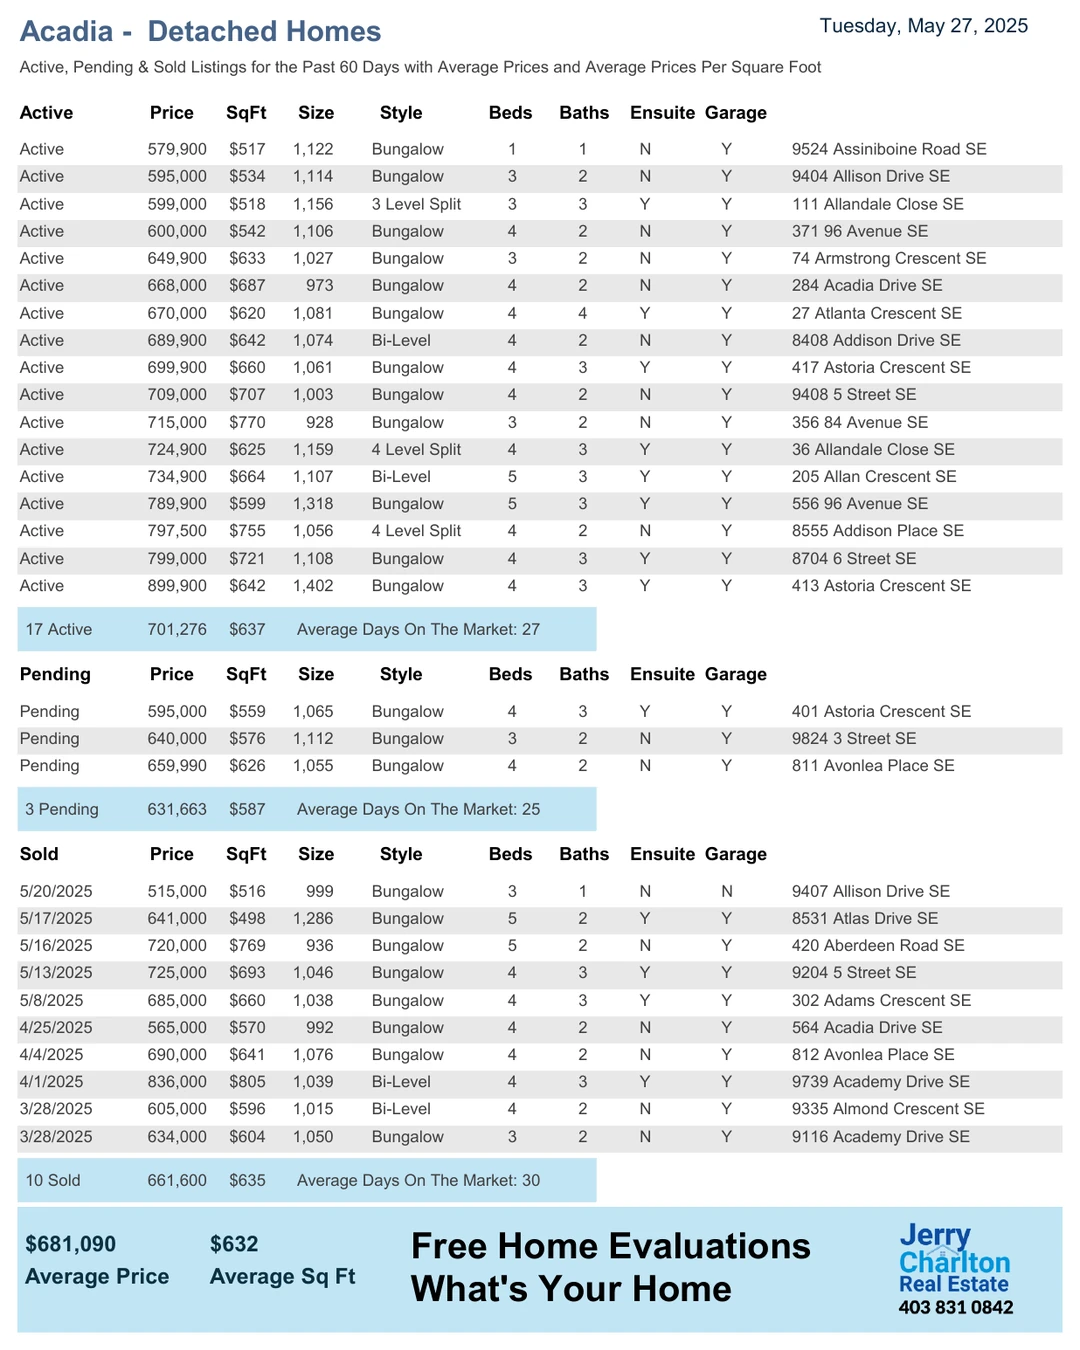 Acadia - Detached Homes
Tuesday, May 27, 2025
Active, Pending & Sold Listings for the Past 60 Days with Average Prices and Average Prices Per Square Foot
Active Price SqFt Size Style Beds Baths Ensuite Garage
Active 579,900 $517 1,122 Bungalow 1 1 N Y 9524 Assiniboine Road SE
Active 595,000 $534 1,114 Bungalow 3 2 N Y 9404 Allison Drive SE
Active 599,000 $518 1,156 3 Level Split 3 3 Y Y 111 Allandale Close SE
Active 600,000 $542 1,106 Bungalow 4 2 N Y 371 96 Avenue SE
Active 649,900 $633 1,027 Bungalow 3 2 N Y 74 Armstrong Crescent SE
Active 668,000 $687 973 Bungalow 4 2 N Y 284 Acadia Drive SE
Active 670,000 $620 1,081 Bungalow 4 4 Y Y 27 Atlanta Crescent SE
Active 689,900 $642 1,074 Bi-Level 4 2 N Y 8408 Addison Drive SE
Active 699,900 $660 1,061 Bungalow 4 3 Y Y 417 Astoria Crescent SE
Active 709,000 $707 1,003 Bungalow 4 2 N Y 9408 5 Street SE
Active 715,000 $770 928 Bungalow 3 2 N Y 356 84 Avenue SE
Active 724,900 $625 1,159 4 Level Split 4 3 Y Y 36 Allandale Close SE
Active 734,900 $664 1,107 Bi-Level 5 3 Y Y 205 Allan Crescent SE
Active 789,900 $599 1,318 Bungalow 5 3 Y Y 556 96 Avenue SE
Active 797,500 $755 1,056 4 Level Split 4 2 N Y 8555 Addison Place SE
Active 799,000 $721 1,108 Bungalow 4 3 Y Y 8704 6 Street SE
Active 899,900 $642 1,402 Bungalow 4 3 Y Y 413 Astoria Crescent SE
17 Active 701,276 $637 Average Days On The Market: 27
Pending Price SqFt Size Style Beds Baths Ensuite Garage
Pending 595,000 $559 1,065 Bungalow 4 3 Y Y 401 Astoria Crescent SE
Pending 640,000 $576 1,112 Bungalow 3 2 N Y 9824 3 Street SE
Pending 659,990 $626 1,055 Bungalow 4 2 N Y 811 Avonlea Place SE
3 Pending 631,663 $587 Average Days On The Market: 25
Sold Price SqFt Size Style Beds Baths Ensuite Garage
5/20/2025 515,000 $516 999 Bungalow 3 1 N N 9407 Allison Drive SE
5/17/2025 641,000 $498 1,286 Bungalow 5 2 Y Y 8531 Atlas Drive SE
5/16/2025 720,000 $769 936 Bungalow 5 2 N Y 420 Aberdeen Road SE
5/13/2025 725,000 $693 1,046 Bungalow 4 3 Y Y 9204 5 Street SE
5/8/2025 685,000 $660 1,038 Bungalow 4 3 Y Y 302 Adams Crescent SE
4/25/2025 565,000 $570 992 Bungalow 4 2 N Y 564 Acadia Drive SE
4/4/2025 690,000 $641 1,076 Bungalow 4 2 N Y 812 Avonlea Place SE
4/1/2025 836,000 $805 1,039 Bi-Level 4 3 Y Y 9739 Academy Drive SE
3/28/2025 605,000 $596 1,015 Bi-Level 4 2 N Y 9335 Almond Crescent SE
3/28/2025 634,000 $604 1,050 Bungalow 3 2 N Y 9116 Academy Drive SE
10 Sold 661,600 $635 Average Days On The Market: 30
$681,090 $632
Average Price Average Sq Ft
Free Home Evaluations
What's Your Home
Jerry
Charlton
Real Estate
403 831 0842